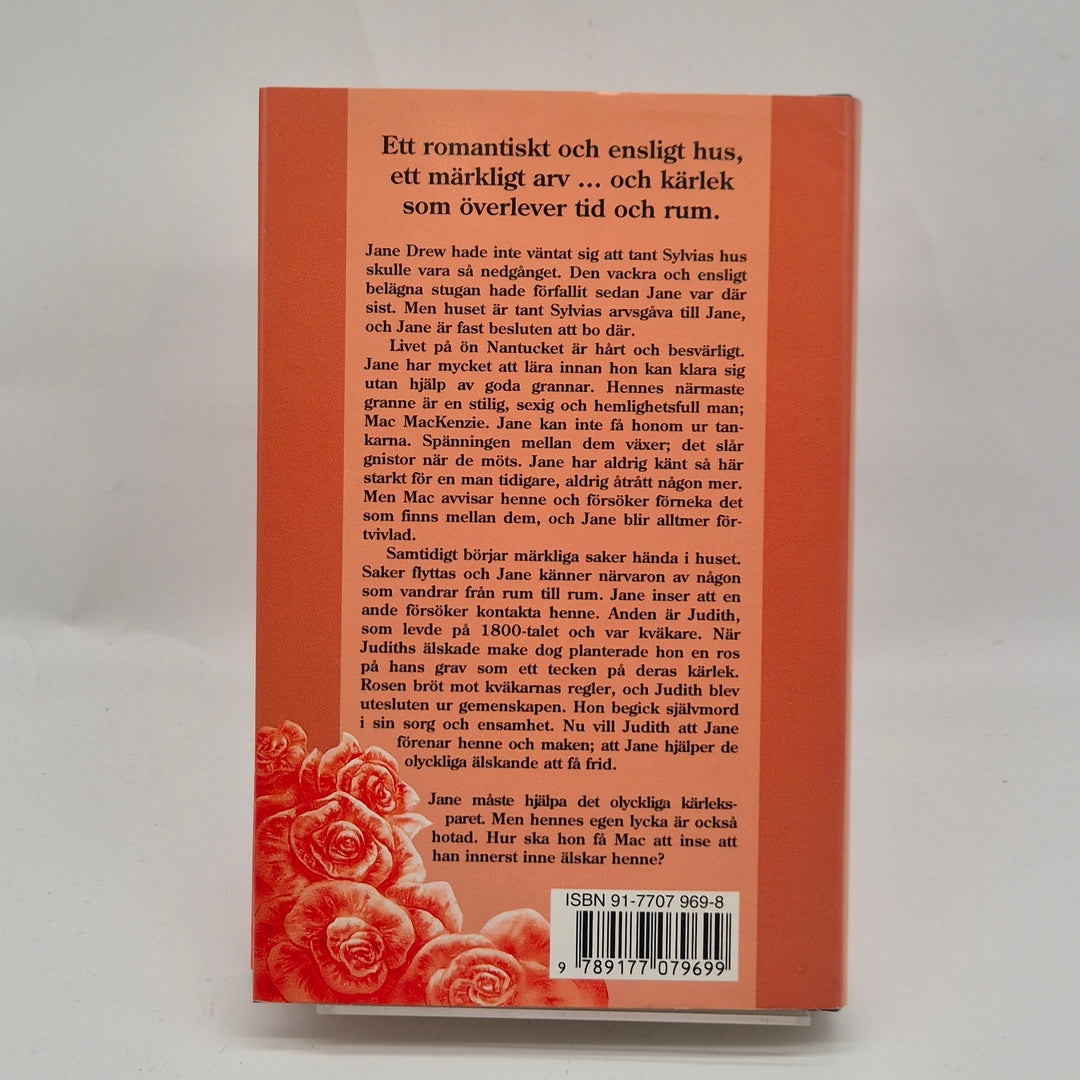 Ett romantiskt och ensligt hus,
ett märkligt arv ... och kärlek
som överlever tid och rum.
Jane Drew hade inte väntat sig att tant Sylvias hus
skulle vara så nedgånget. Den vackra och ensligt
belägna stugan hade förfallit sedan Jane var där
sist. Men huset är tant Sylvias arvsgåva till Jane,
och Jane är fast besluten att bo där.
Livet på ön Nantucket är hårt och besvärligt.
Jane har mycket att lära innan hon kan klara sig
utan hjälp av goda grannar. Hennes närmaste
granne är en stilig, sexig och hemlighetsfull man;
Mac MacKenzie. Jane kan inte få honom ur tan-
karna. Spänningen mellan dem växer; det slår
gnistor när de möts. Jane har aldrig känt så här
starkt för en man tidigare, aldrig åtrått någon mer.
Men Mac avvisar henne och försöker förneka det
som finns mellan dem, och Jane blir alltmer för-
tvivlad.
Samtidigt börjar märkliga saker hända i huset.
Saker flyttas och Jane känner närvaron av någon
som vandrar från rum till rum. Jane inser att en
ande försöker kontakta henne. Anden är Judith,
som levde på 1800-talet och var kväkare. När
Judiths älskade make dog planterade hon en ros
på hans grav som ett tecken på deras kärlek.
Rosen bröt mot kväkarnas regler, och Judith blev
utesluten ur gemenskapen. Hon begick självmord
i sin sorg och ensamhet. Nu vill Judith att Jane
förenar henne och maken; att Jane hjälper de
olyckliga älskande att få frid.
Jane måste hjälpa det olyckliga kärleks-
paret. Men hennes egen lycka är också
hotad. Hur ska hon få Mac att inse att
han innerst inne älskar henne?
ISBN 91-7707 969-8
9 789177 079699